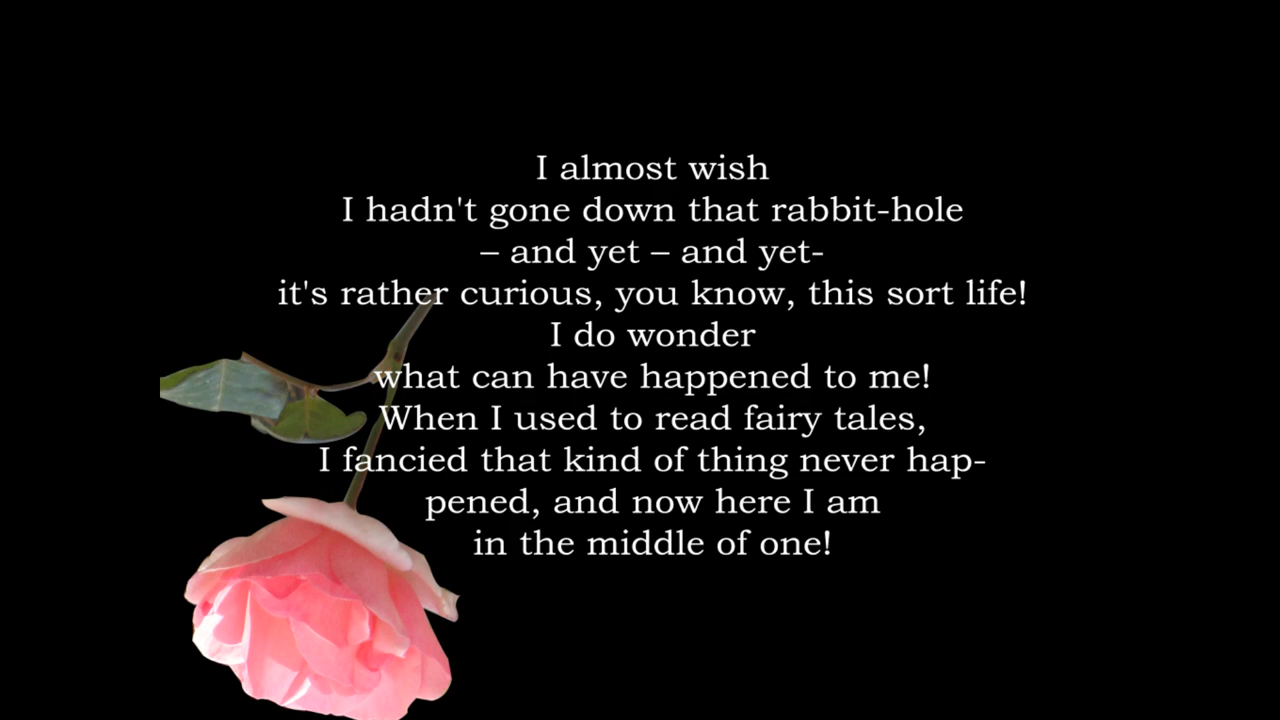 I almost wish
I hadn't gone down that rabbit-hole
– and yet – and yet-
it's rather curious, you know, this sort life!
I do wonder
what can have happened to me!
When I used to read fairy tales,
I fancied that kind of thing never hap-
pened, and now here I am
in the middle of one!